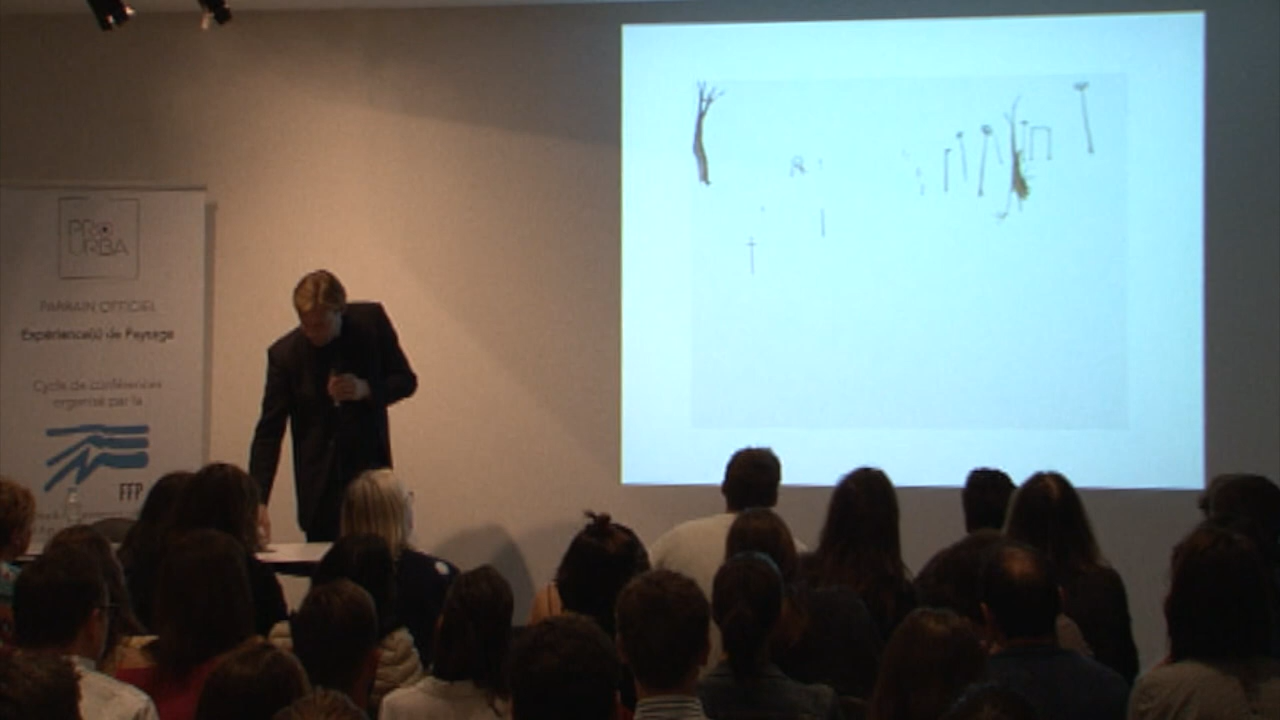 PRO
URBA
PARRAIN OFFICIEL
Expérience(s) de Paysage
Cycle de conférences
organisé par la
FFP